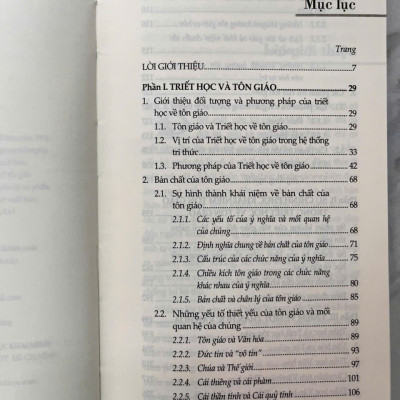 Mục lục
Trang
LỜI GIỚI THIỆU.....7
Phần I. TRIẾT HỌC VÀ TÔN GIÁO.....29
1. Giới thiệu đối tượng và phương pháp của triết
học về tôn giáo.....29
1.1. Tôn giáo và Triết học về tôn giáo.....29
1.2. Vị trí của Triết học về tôn giáo trong hệ thống
tri thức.....33
1.3. Phương pháp của Triết học về tôn giáo.....42
2. Bản chất của tôn giáo.....68
2.1. Sự hình thành khái niệm về bản chất của
tôn giáo.....68
2.1.1. Các yếu tố của ý nghĩa và mối quan hệ
của chúng.....68
2.1.2. Định nghĩa chung về bản chất của tôn giáo.....71
2.1.3. Cấu trúc của các chức năng của ý nghĩa.....75
2.1.4. Chiều kích tôn giáo trong các chức năng
khác nhau của ý nghĩa.....80
2.1.5. Bản chất và chân lý của tôn giáo.....85
2.2. Những yếu tố thiết yếu của tôn giáo và mối
quan hệ của chúng.....89
2.2.1. Tôn giáo và Văn hóa.....89
2.2.2. Đức tin và "vô tin".....93
2.2.3. Chúa và Thế giới.....97
2.2.4. Cái thiêng và cái phàm.....101
2.2.5. Cái thần tính và Cái quỷ tính.....106